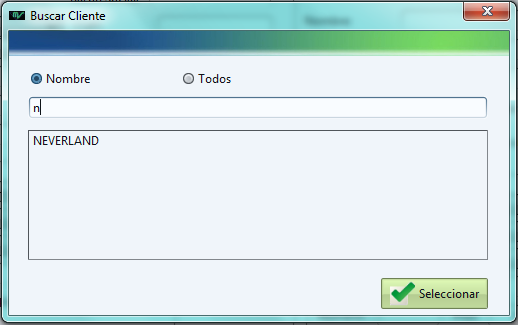 Buscar Cliente
Nombre
Todos
n
NEVERLAND
Seleccionar